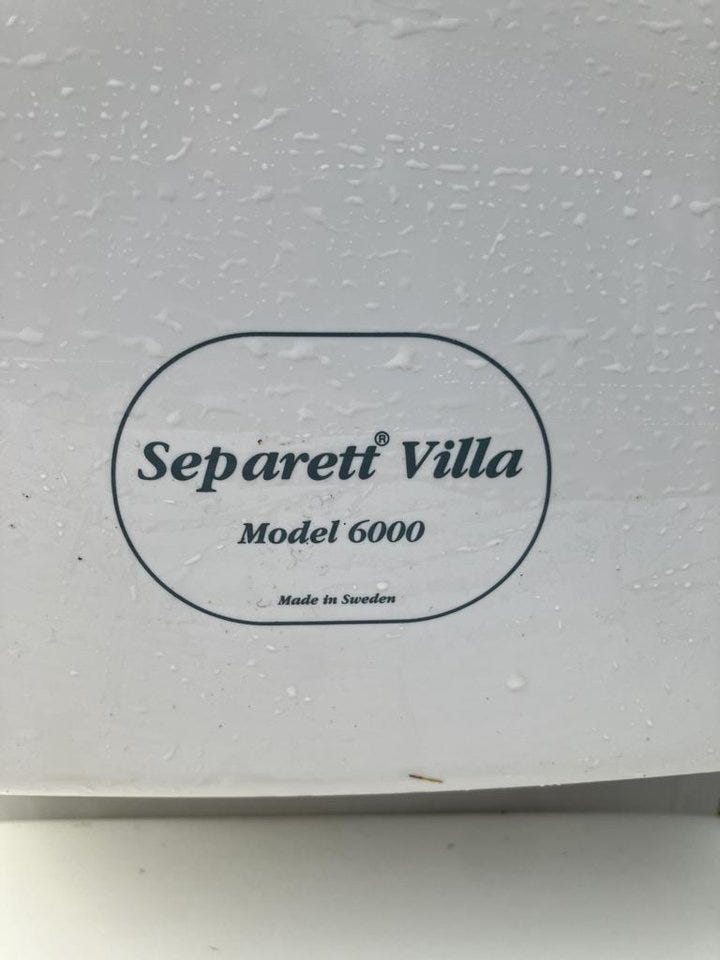 Separett® Villa
Model 6000
Made in Sweden